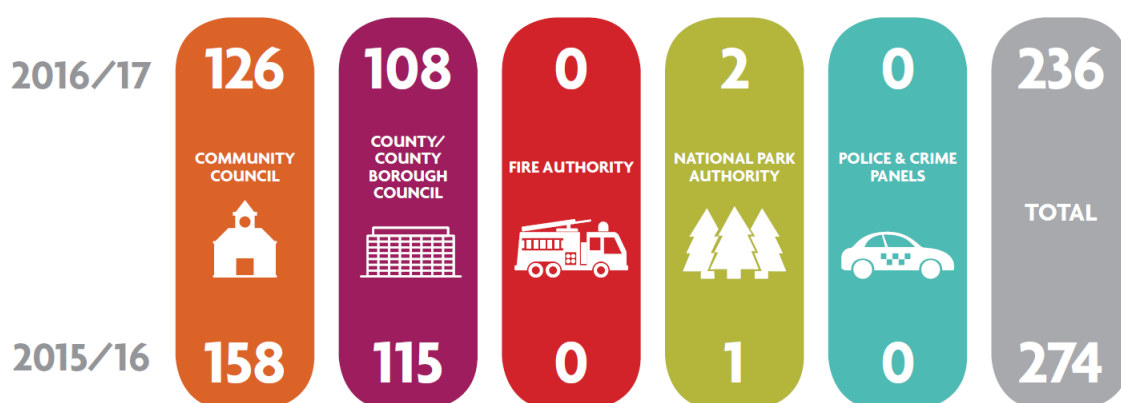 2016/17
126
108
0
2
0
236
COMMUNITY
COUNCIL
COUNTY/
COUNTY
BOROUGH
COUNCIL
FIRE AUTHORITY
NATIONAL PARK
AUTHORITY
POLICE & CRIME
PANELS
TOTAL
2015/16
158
115
0
1
0
274